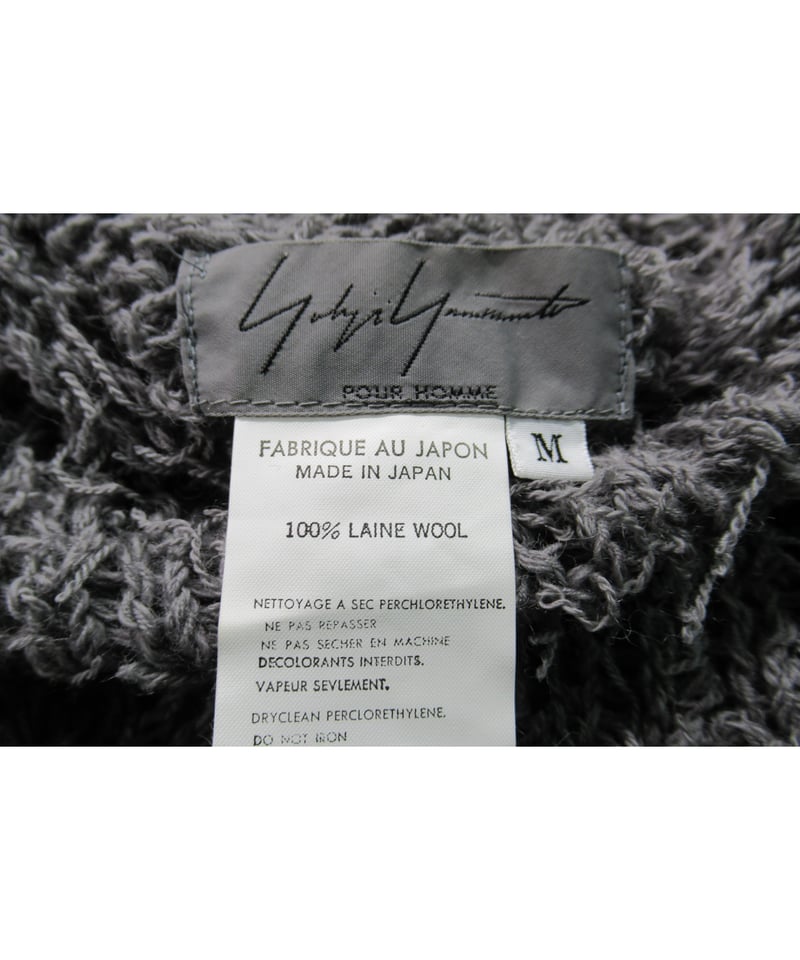 Yohji Yamamoto
POUR HOMME
M
FABRIQUE AU JAPON
MADE IN JAPAN
100% LAINE WOOL
NETTOYAGE A SEC PERCHLORETHYLENE.
NE PAS REPASSER
NE PAS SECHER EN MACHINE
DECOLORANTS INTERDITS.
VAPEUR SEVLEMENT.
DRYCLEAN PERCLORETHYLENE.
DO NOT IRON